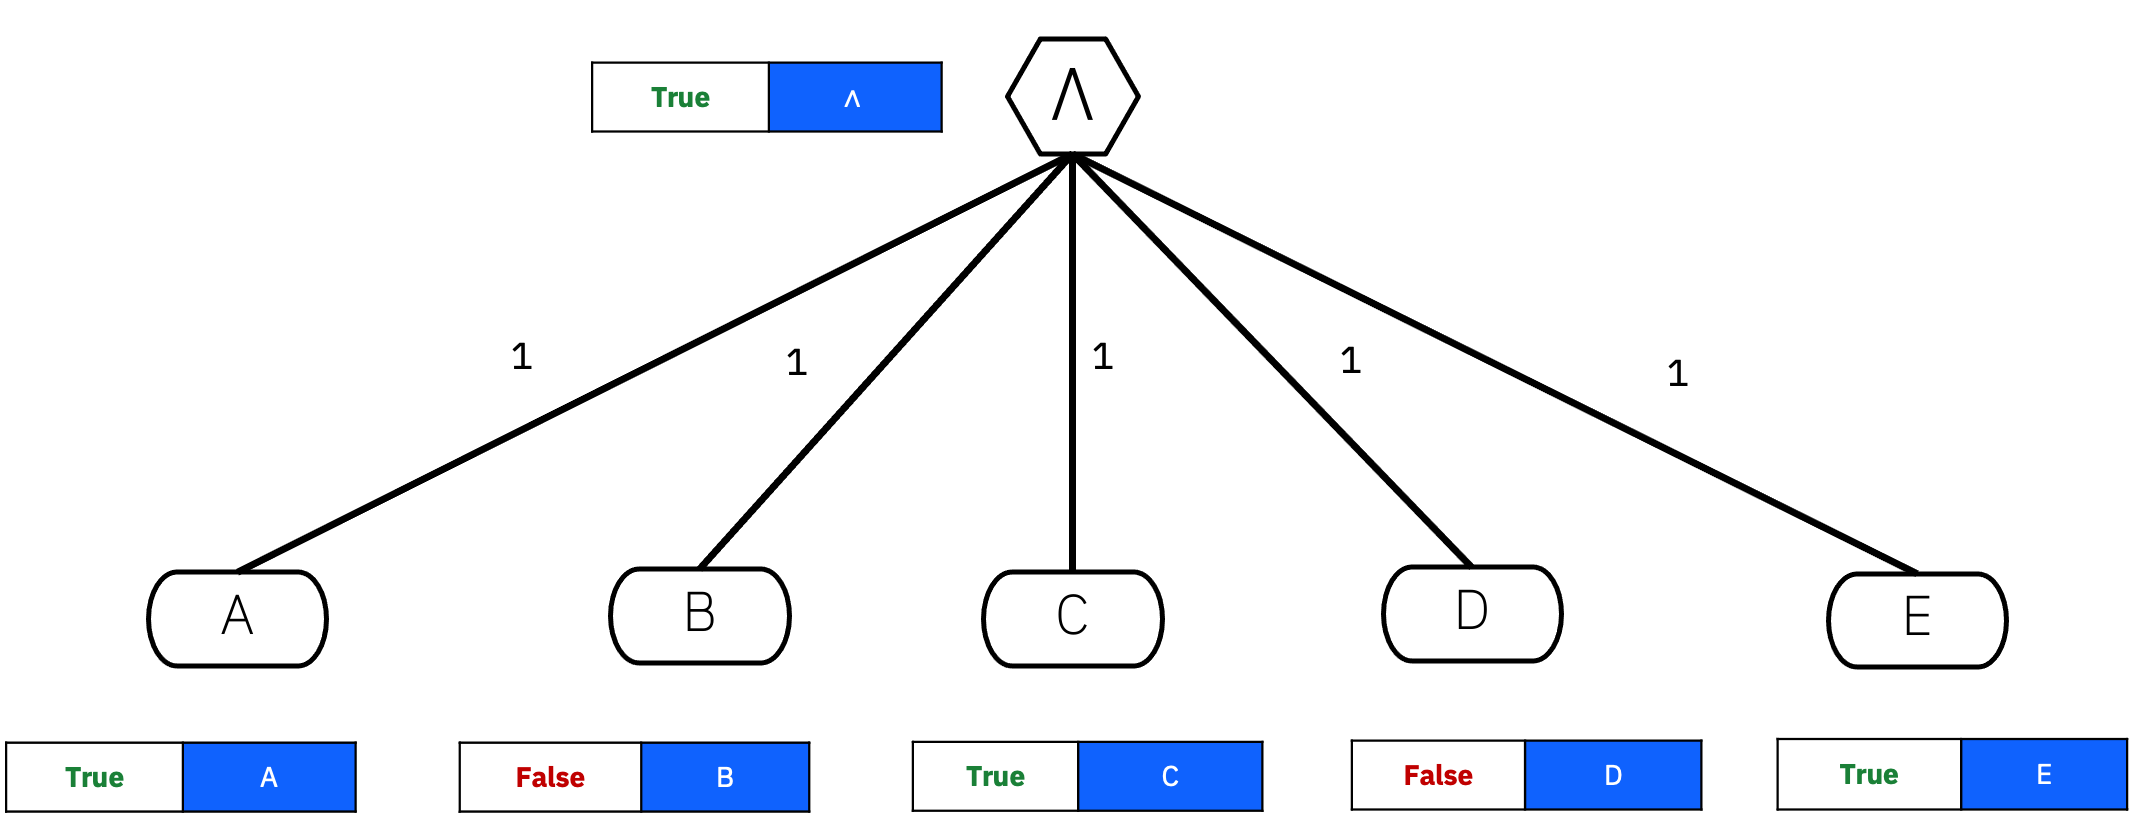 Λ
True Λ
1 1 1 1 1
A B C D E
True A False B True C False D True E